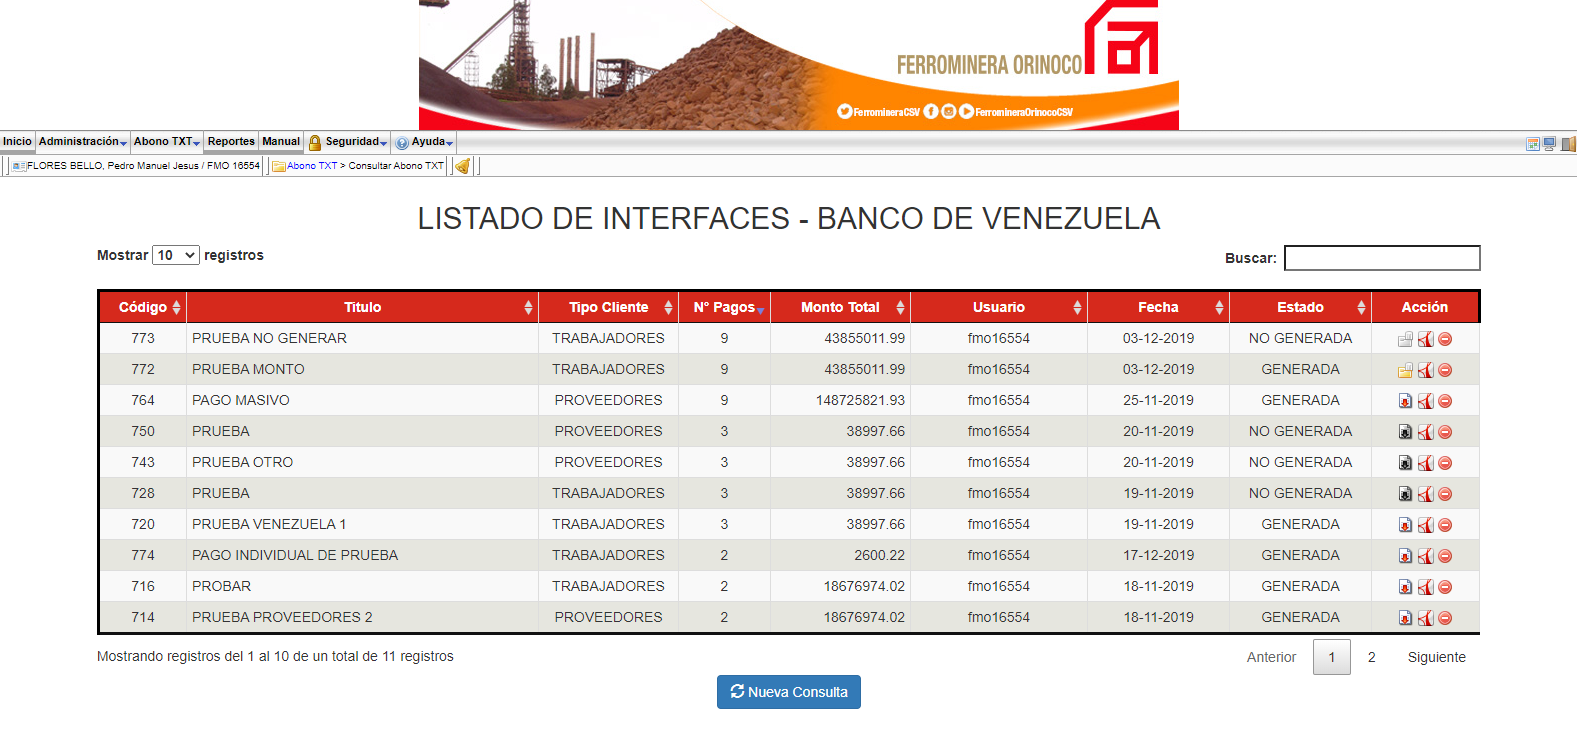 FERROMINERA ORINOCO
FerromineraCSV FerromineraOrinocoCSV
Inicio Administración Abono TXT Reportes Manual Seguridad Ayuda
FLORES BELLO, Pedro Manuel Jesus / FMO 16554 Abono TXT > Consultar Abono TXT
LISTADO DE INTERFACES - BANCO DE VENEZUELA
Mostrar 10 registros Buscar:
Código Titulo Tipo Cliente N° Pagos Monto Total Usuario Fecha Estado Acción
773 PRUEBA NO GENERAR TRABAJADORES 9 43855011.99 fmo16554 03-12-2019 NO GENERADA
772 PRUEBA MONTO TRABAJADORES 9 43855011.99 fmo16554 03-12-2019 GENERADA
764 PAGO MASIVO PROVEEDORES 9 148725821.93 fmo16554 25-11-2019 GENERADA
750 PRUEBA PROVEEDORES 3 38997.66 fmo16554 20-11-2019 NO GENERADA
743 PRUEBA OTRO PROVEEDORES 3 38997.66 fmo16554 20-11-2019 NO GENERADA
728 PRUEBA TRABAJADORES 3 38997.66 fmo16554 19-11-2019 NO GENERADA
720 PRUEBA VENEZUELA 1 TRABAJADORES 3 38997.66 fmo16554 19-11-2019 GENERADA
774 PAGO INDIVIDUAL DE PRUEBA TRABAJADORES 2 2600.22 fmo16554 17-12-2019 GENERADA
716 PROBAR TRABAJADORES 2 18676974.02 fmo16554 18-11-2019 GENERADA
714 PRUEBA PROVEEDORES 2 PROVEEDORES 2 18676974.02 fmo16554 18-11-2019 GENERADA
Mostrando registros del 1 al 10 de un total de 11 registros Anterior 1 2 Siguiente
Nueva Consulta